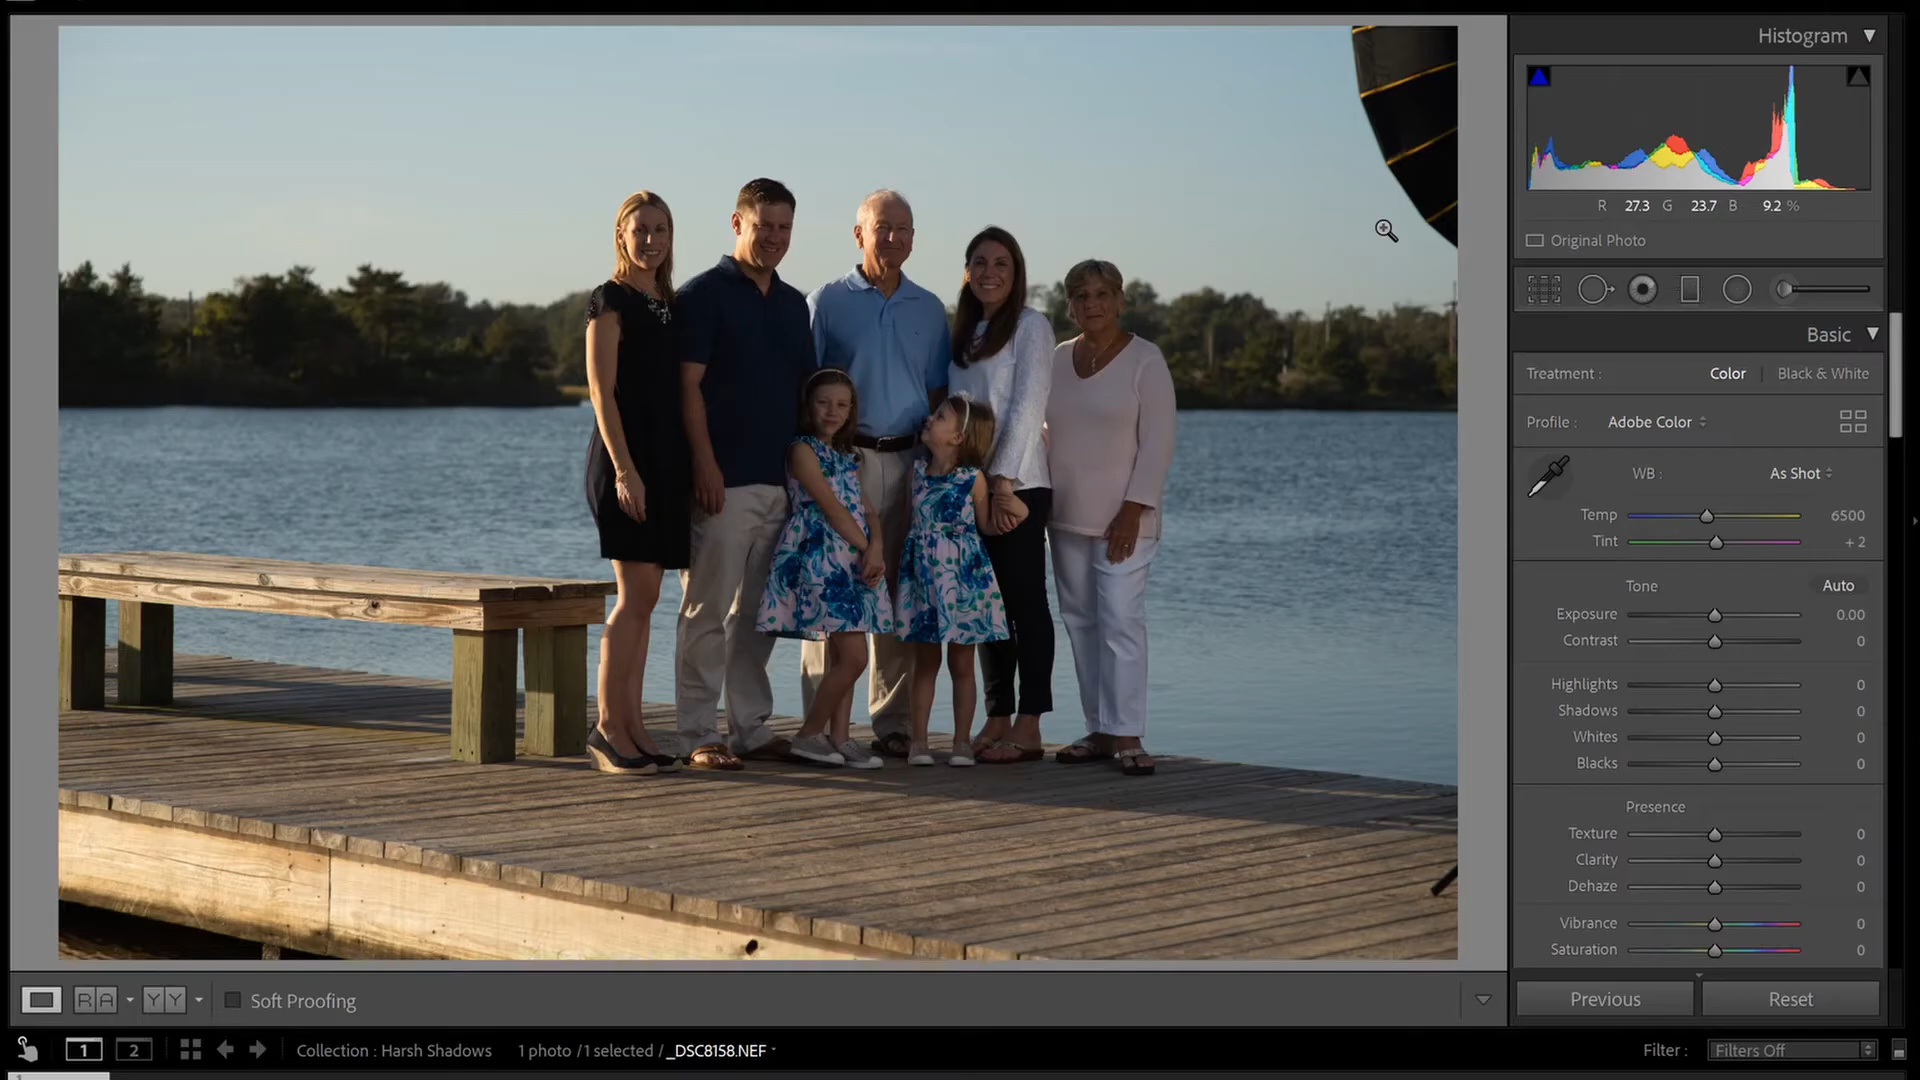 Histogram
R 27.3 G 23.7 B 9.2 %
Original Photo
Basic
Treatment : Color Black & White
Profile : Adobe Color
WB : As Shot
Temp 6500
Tint + 2
Tone Auto
Exposure 0.00
Contrast 0
Highlights 0
Shadows 0
Whites 0
Blacks 0
Presence
Texture 0
Clarity 0
Dehaze 0
Vibrance 0
Saturation 0
R A Y Y Soft Proofing
Previous Reset
1 2 Collection : Harsh Shadows 1 photo /1 selected / _DSC8158.NEF
Filter : Filters Off